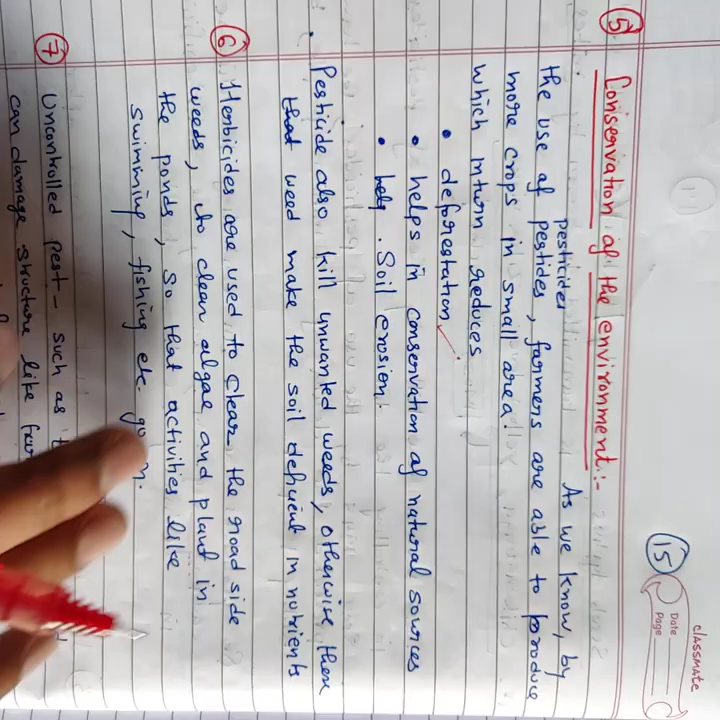 classmate
Date
Page
15
5 Conservation of the environment:-
As we know, by
pesticides
the use of pestides, farmers are able to produce
more crops in small area.
which inturn reduces
• deforestation
• helps in conservation of natural sources
• help . Soil erosion.
• Pesticide also kill unwanted weeds, otherwise there
that weed make the soil deficient in nutrients
6 Herbicides are used to clear the road side
weeds, to clean algae and plant in
the ponds, so that activities like
swimming, fishing etc. go on.
7 Uncontrolled pest - such as
can damage structure like